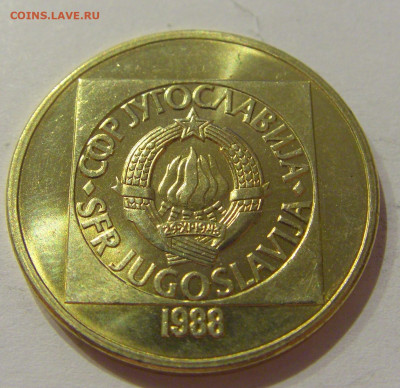 COINS.LAVE.RU
СФР ЈУГОСЛАВИЈА
SFR JUGOSLAVIJA
1988